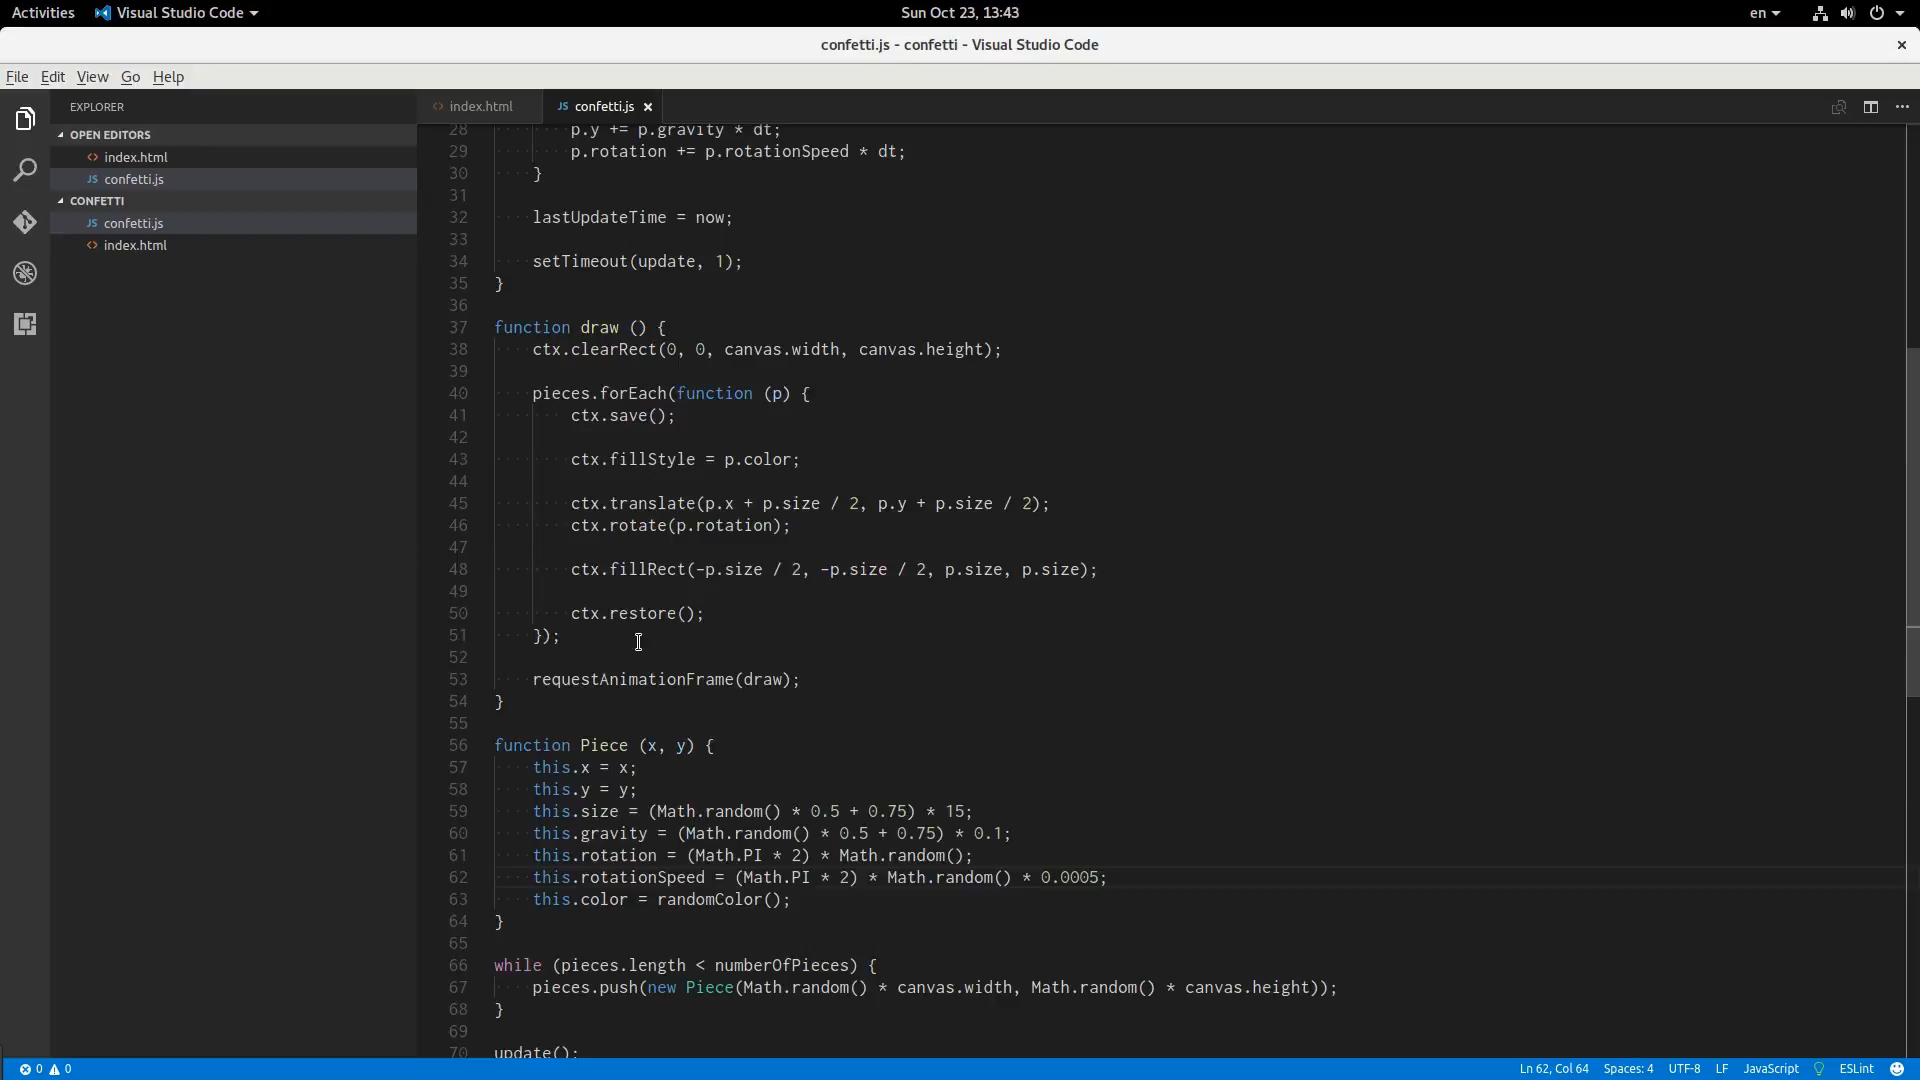 Activities Visual Studio Code Sun Oct 23, 13:43 en
confetti.js - confetti - Visual Studio Code
File Edit View Go Help
EXPLORER
OPEN EDITORS
index.html
JS confetti.js
CONFETTI
JS confetti.js
index.html
index.html JS confetti.js
28 p.y += p.gravity * dt;
29 p.rotation += p.rotationSpeed * dt;
30 }
31
32 lastUpdateTime = now;
33
34 setTimeout(update, 1);
35 }
36
37 function draw () {
38 ctx.clearRect(0, 0, canvas.width, canvas.height);
39
40 pieces.forEach(function (p) {
41 ctx.save();
42
43 ctx.fillStyle = p.color;
44
45 ctx.translate(p.x + p.size / 2, p.y + p.size / 2);
46 ctx.rotate(p.rotation);
47
48 ctx.fillRect(-p.size / 2, -p.size / 2, p.size, p.size);
49
50 ctx.restore();
51 });
52
53 requestAnimationFrame(draw);
54 }
55
56 function Piece (x, y) {
57 this.x = x;
58 this.y = y;
59 this.size = (Math.random() * 0.5 + 0.75) * 15;
60 this.gravity = (Math.random() * 0.5 + 0.75) * 0.1;
61 this.rotation = (Math.PI * 2) * Math.random();
62 this.rotationSpeed = (Math.PI * 2) * Math.random() * 0.0005;
63 this.color = randomColor();
64 }
65
66 while (pieces.length < numberOfPieces) {
67 pieces.push(new Piece(Math.random() * canvas.width, Math.random() * canvas.height));
68 }
69
70 update();
0 0 Ln 62, Col 64 Spaces: 4 UTF-8 LF JavaScript ESLint